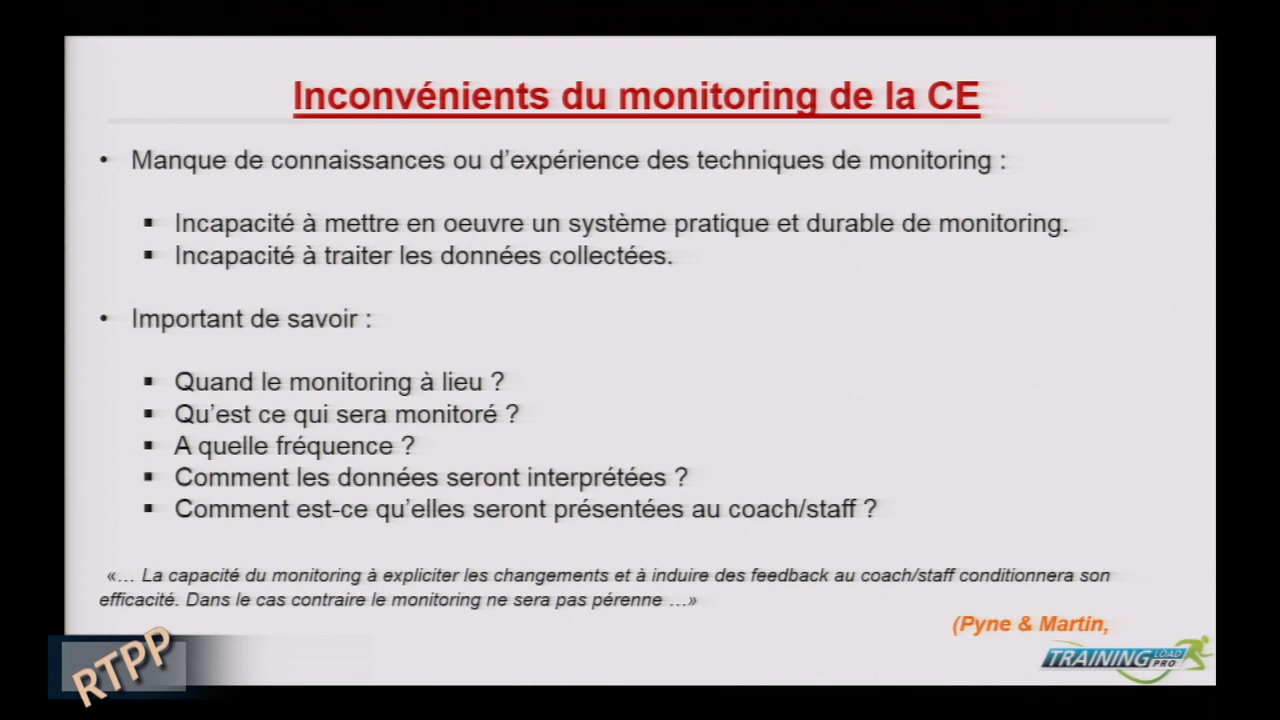 Inconvénients du monitoring de la CE
• Manque de connaissances ou d'expérience des techniques de monitoring :
▪ Incapacité à mettre en oeuvre un système pratique et durable de monitoring.
▪ Incapacité à traiter les données collectées.
• Important de savoir :
▪ Quand le monitoring à lieu ?
▪ Qu'est ce qui sera monitoré ?
▪ A quelle fréquence ?
▪ Comment les données seront interprétées ?
▪ Comment est-ce qu'elles seront présentées au coach/staff ?
«… La capacité du monitoring à expliciter les changements et à induire des feedback au coach/staff conditionnera son
efficacité. Dans le cas contraire le monitoring ne sera pas pérenne …»
(Pyne & Martin,
RTPP
TRAINING LOAD PRO